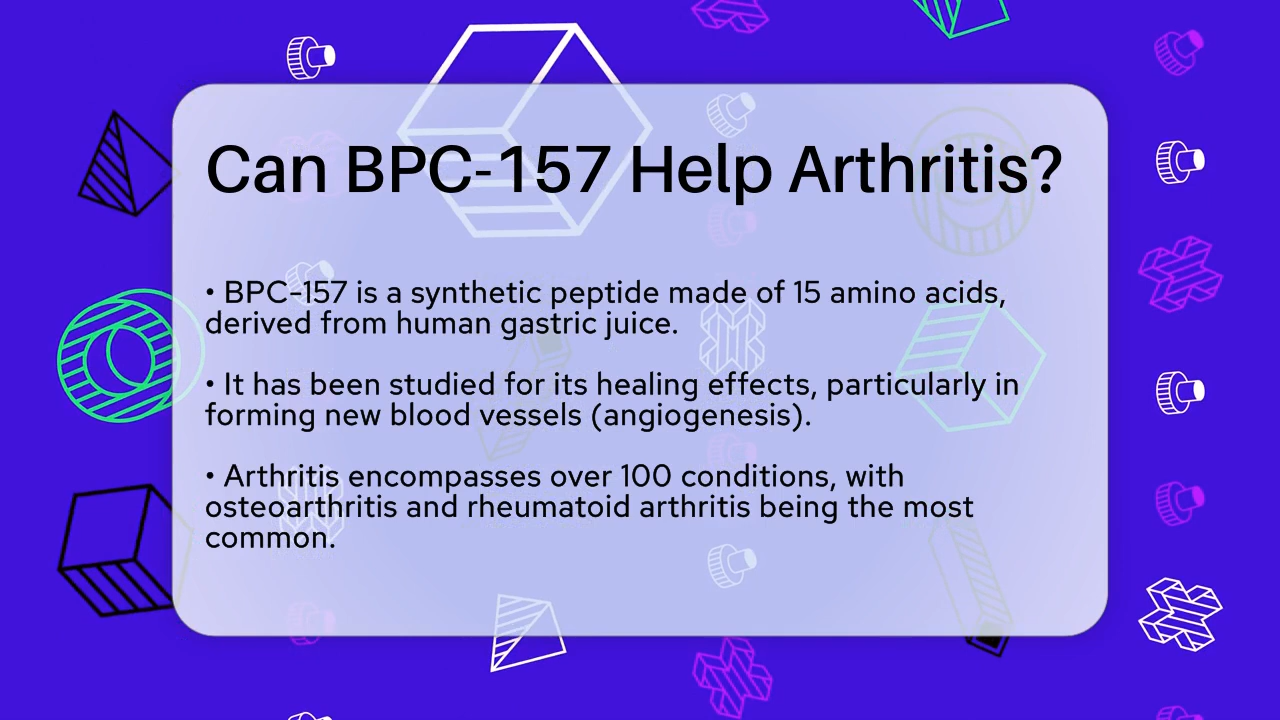 Can BPC-157 Help Arthritis?
• BPC-157 is a synthetic peptide made of 15 amino acids,
derived from human gastric juice.
• It has been studied for its healing effects, particularly in
forming new blood vessels (angiogenesis).
• Arthritis encompasses over 100 conditions, with
osteoarthritis and rheumatoid arthritis being the most
common.